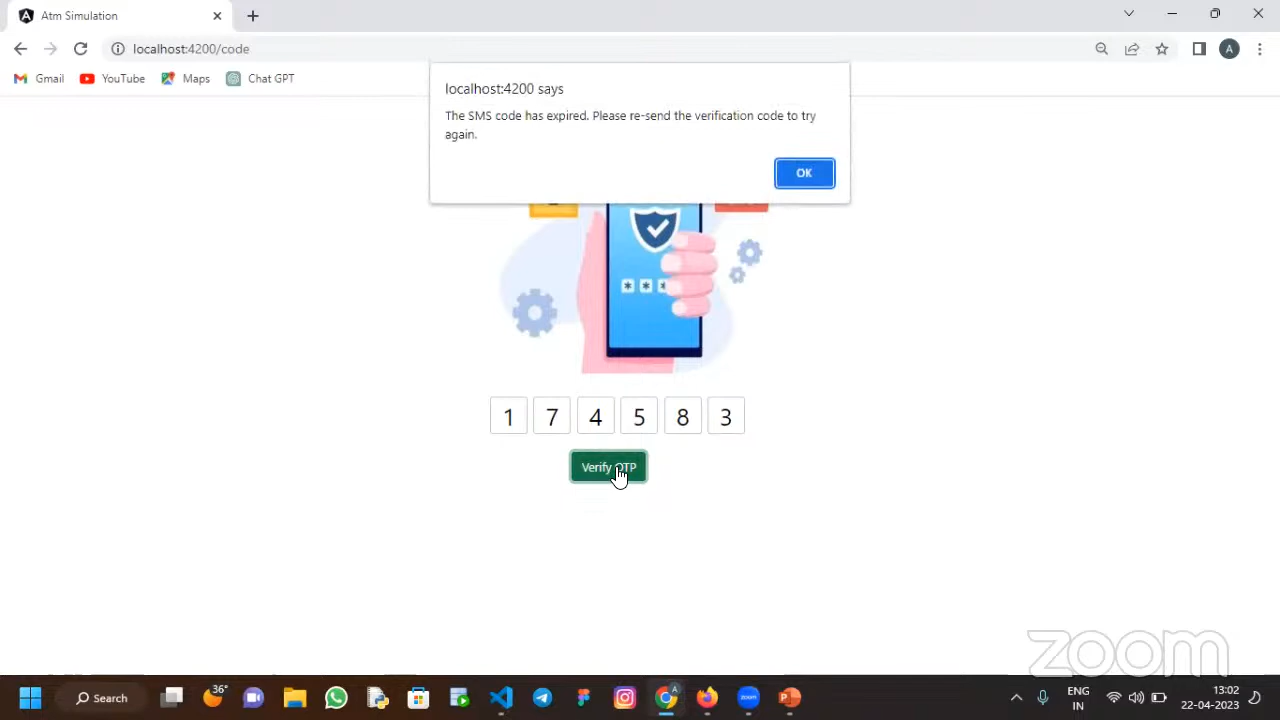 Atm Simulation
localhost:4200/code
A
Gmail
YouTube
Maps
Chat GPT
localhost:4200 says
The SMS code has expired. Please re-send the verification code to try
again.
OK
* * *
1 7 4 5 8 3
Verify OTP
zoom
36°
Search
zoom
A
ENG
IN
13:02
22-04-2023